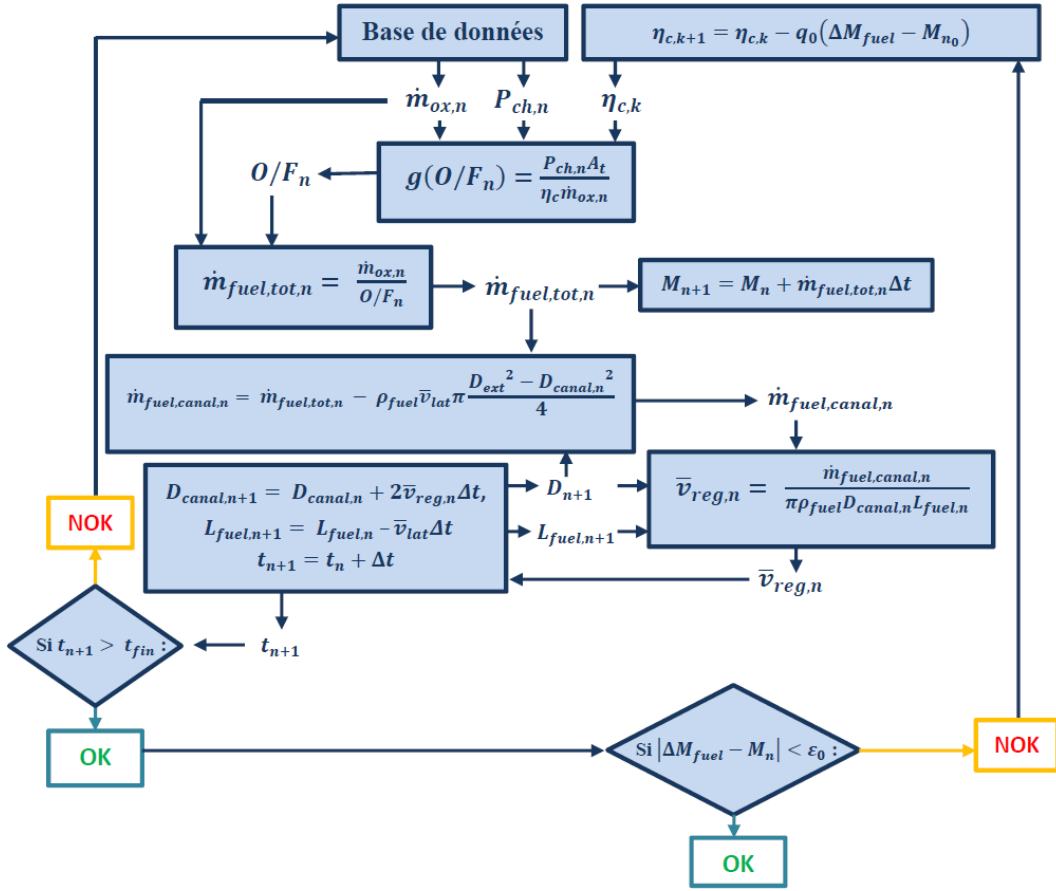 Base de données
η_{c,k+1} = η_{c,k} − q_0(ΔM_{fuel} − M_{n_0})
ṁ_{ox,n}
P_{ch,n}
η_{c,k}
O/F_n
g(O/F_n) = \frac{P_{ch,n} A_t}{η_c ṁ_{ox,n}}
ṁ_{fuel,tot,n} = \frac{ṁ_{ox,n}}{O/F_n}
ṁ_{fuel,tot,n}
M_{n+1} = M_n + ṁ_{fuel,tot,n} Δt
ṁ_{fuel,canal,n} = ṁ_{fuel,tot,n} − ρ_{fuel} v̅_{lat} π \frac{D_{ext}^2 − D_{canal,n}^2}{4}
ṁ_{fuel,canal,n}
D_{canal,n+1} = D_{canal,n} + 2v̅_{reg,n} Δt,
L_{fuel,n+1} = L_{fuel,n} - v̅_{lat} Δt
t_{n+1} = t_n + Δt
D_{n+1}
L_{fuel,n+1}
v̅_{reg,n} = \frac{ṁ_{fuel,canal,n}}{πρ_{fuel} D_{canal,n} L_{fuel,n}}
v̅_{reg,n}
NOK
Si t_{n+1} > t_{fin} :
t_{n+1}
OK
Si |ΔM_{fuel} − M_n| < ε_0 :
NOK
OK